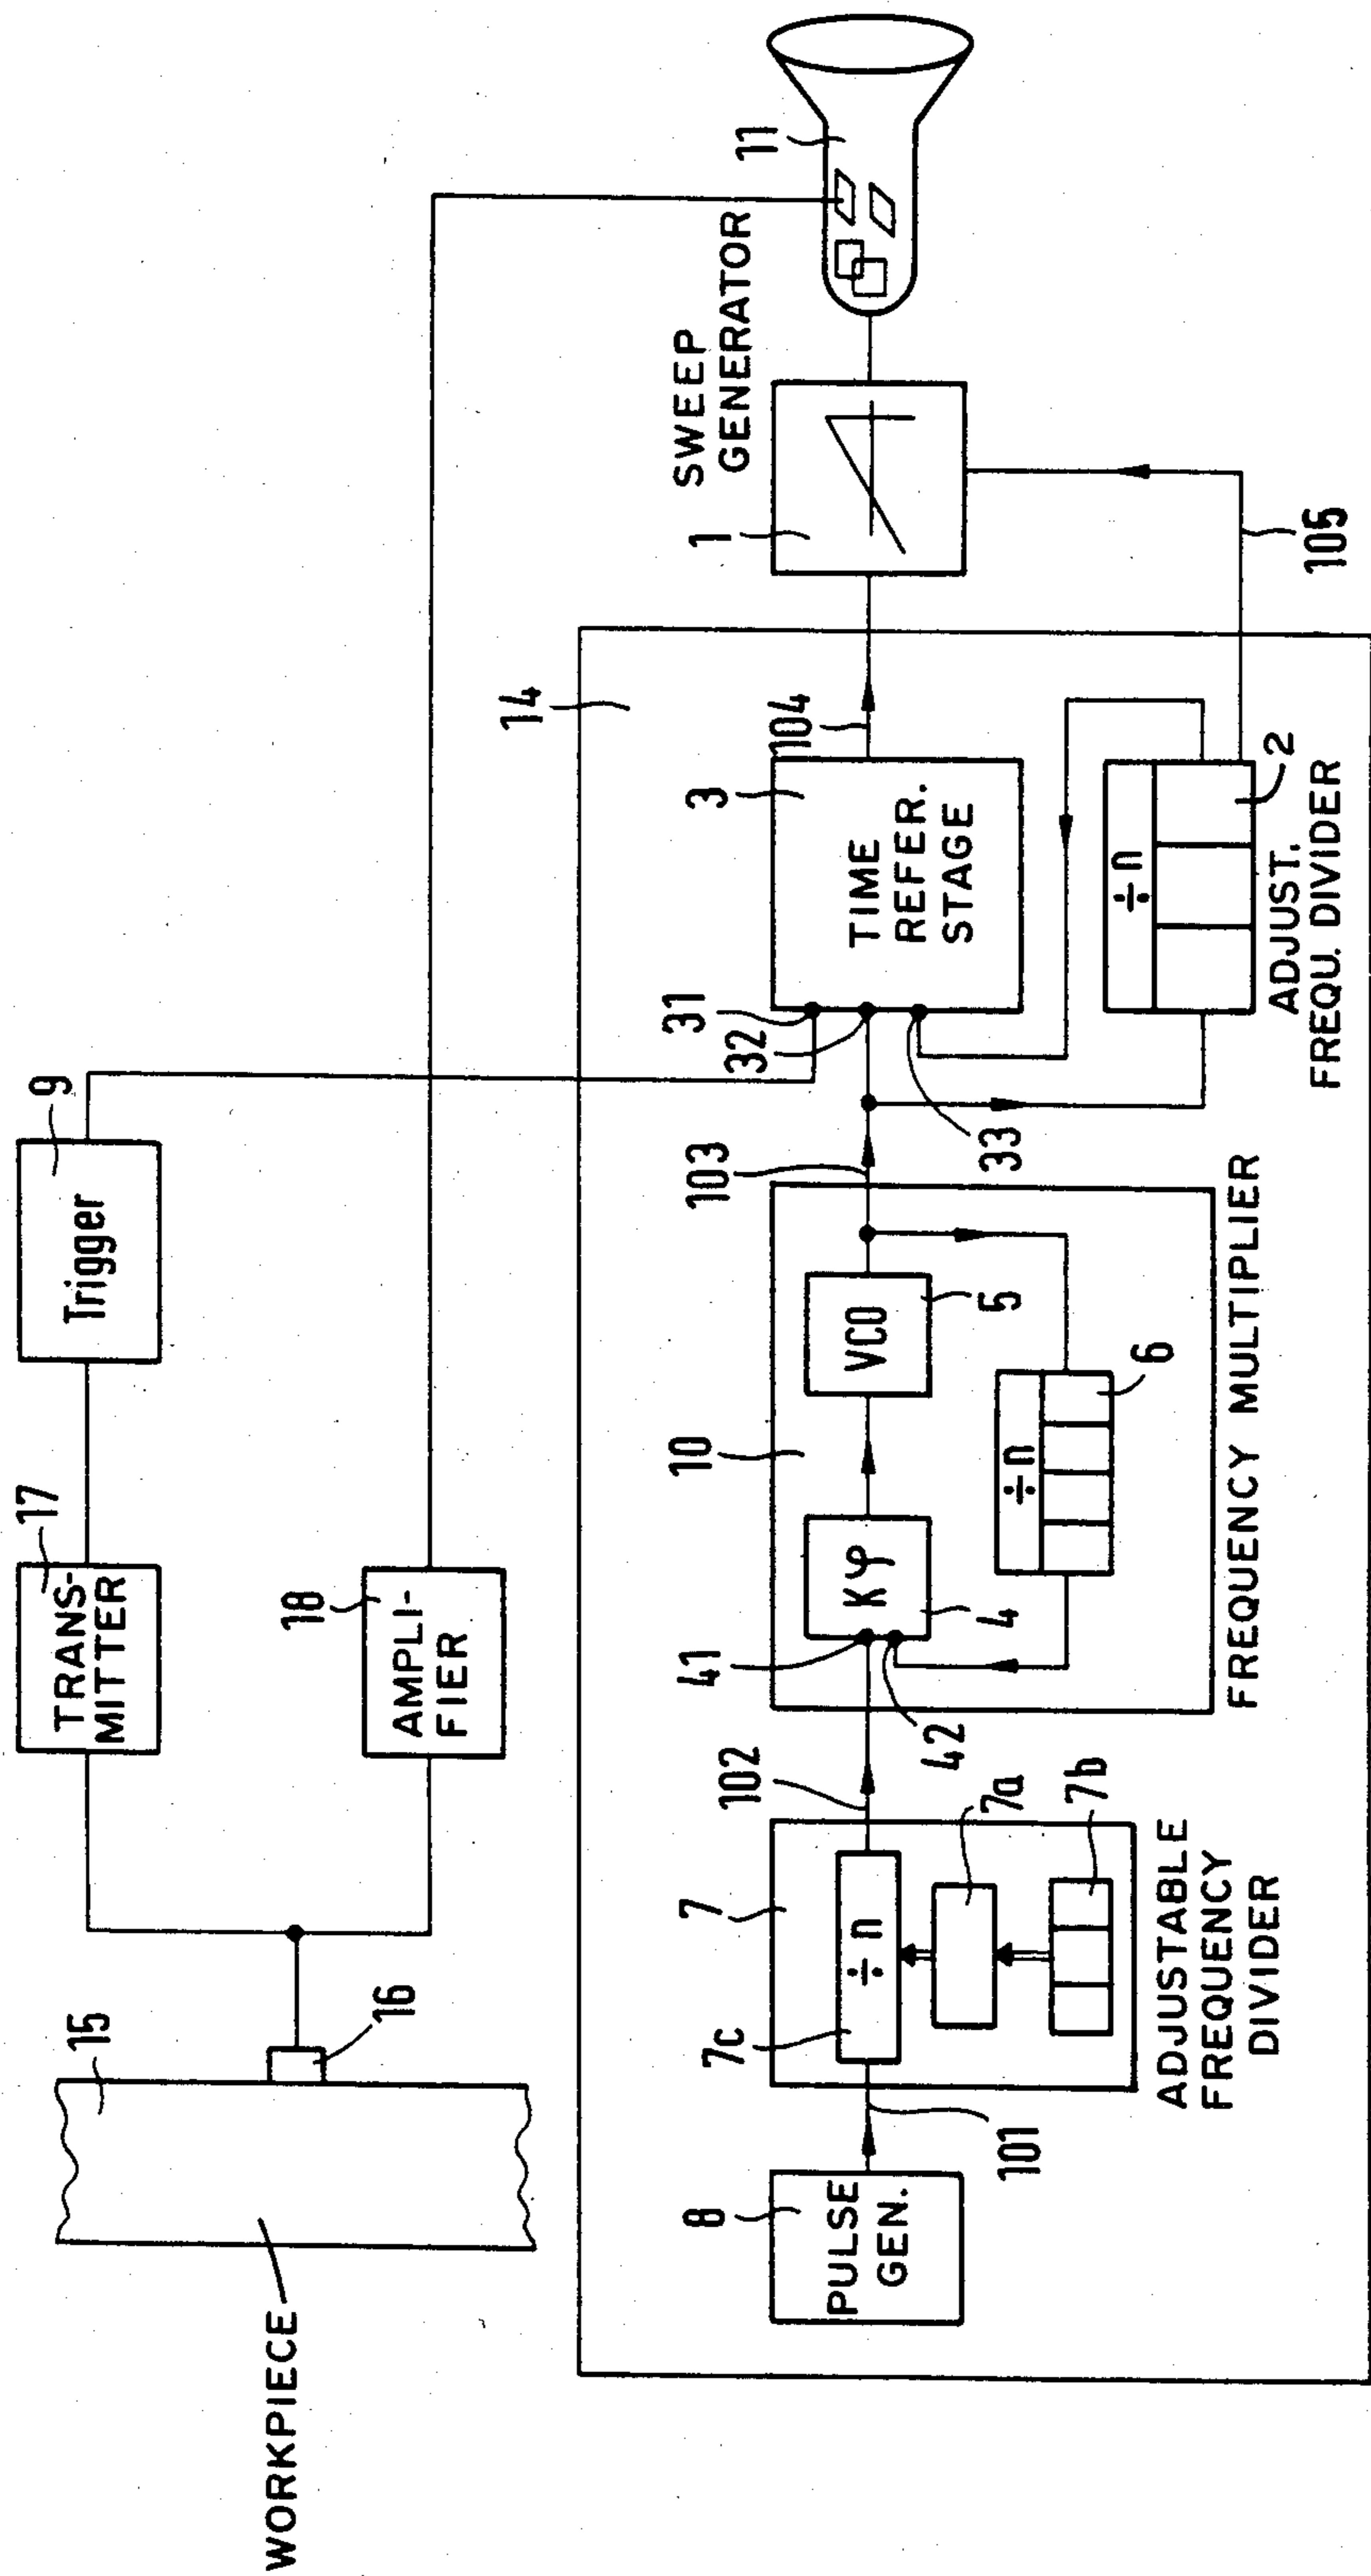 WORKPIECE
15
16
TRANS-
MITTER
17
Trigger
9
AMPLI-
FIER
18
14
PULSE
GEN.
8
101
7
7c
÷ n
7a
7b
ADJUSTABLE
FREQUENCY
DIVIDER
102
41
42
10
Kφ
4
VCO
5
÷n
6
FREQUENCY MULTIPLIER
103
31
32
33
3
TIME
REFER.
STAGE
104
÷n
2
ADJUST.
FREQU. DIVIDER
105
1
SWEEP
GENERATOR
11